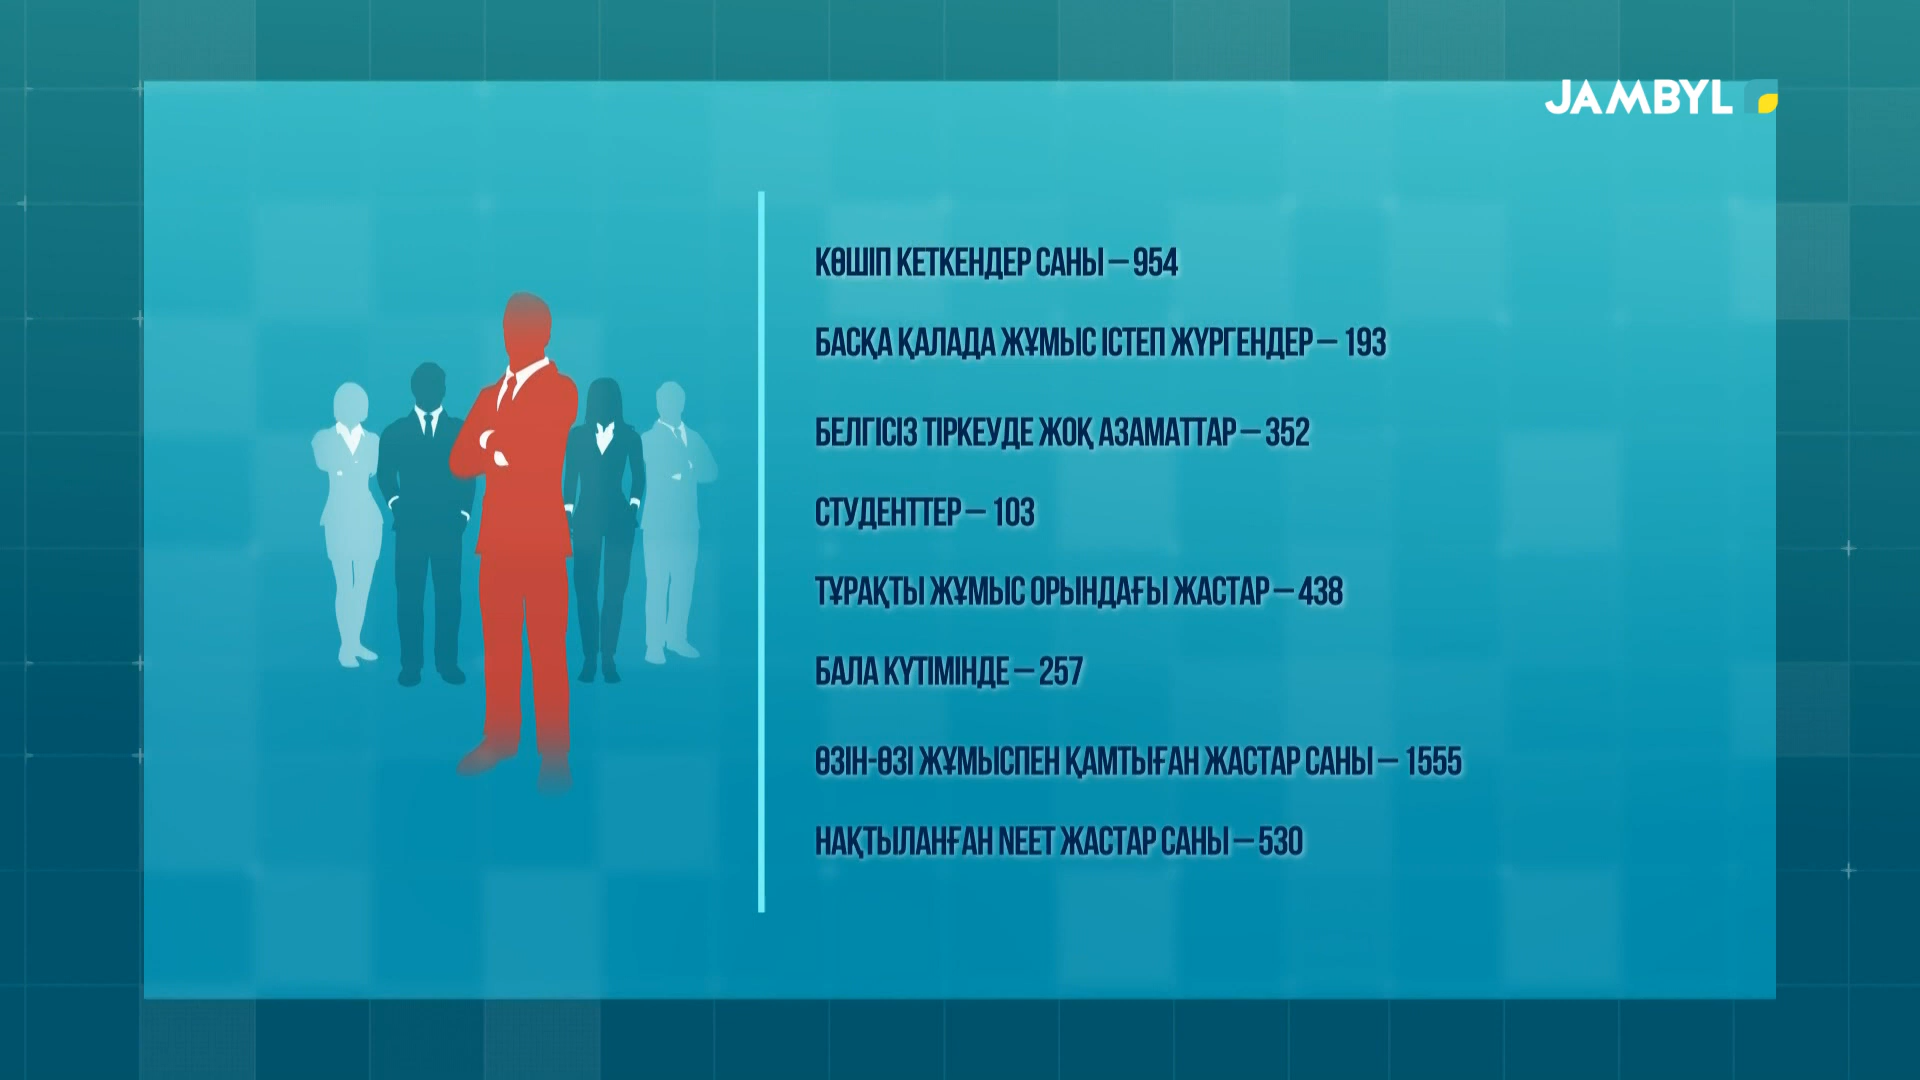 JAMBYL
КӨШІП КЕТКЕНДЕР САНЫ – 954
БАСҚА ҚАЛАДА ЖҰМЫС ІСТЕП ЖҮРГЕНДЕР – 193
БЕЛГІСІЗ ТІРКЕУДЕ ЖОҚ АЗАМАТТАР – 352
СТУДЕНТТЕР – 103
ТҰРАҚТЫ ЖҰМЫС ОРЫНДАҒЫ ЖАСТАР – 438
БАЛА КҮТІМІНДЕ – 257
ӨЗІН-ӨЗІ ЖҰМЫСПЕН ҚАМТЫҒАН ЖАСТАР САНЫ – 1555
НАҚТЫЛАНҒАН NEET ЖАСТАР САНЫ – 530